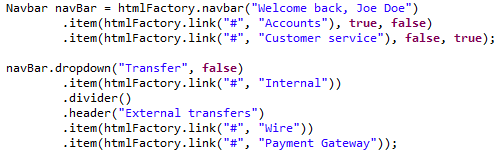 Navbar navBar = htmlFactory.navbar("Welcome back, Joe Doe")
        .item(htmlFactory.link("#", "Accounts"), true, false)
        .item(htmlFactory.link("#", "Customer service"), false, true);

navBar.dropdown("Transfer", false)
        .item(htmlFactory.link("#", "Internal"))
        .divider()
        .header("External transfers")
        .item(htmlFactory.link("#", "Wire"))
        .item(htmlFactory.link("#", "Payment Gateway"));